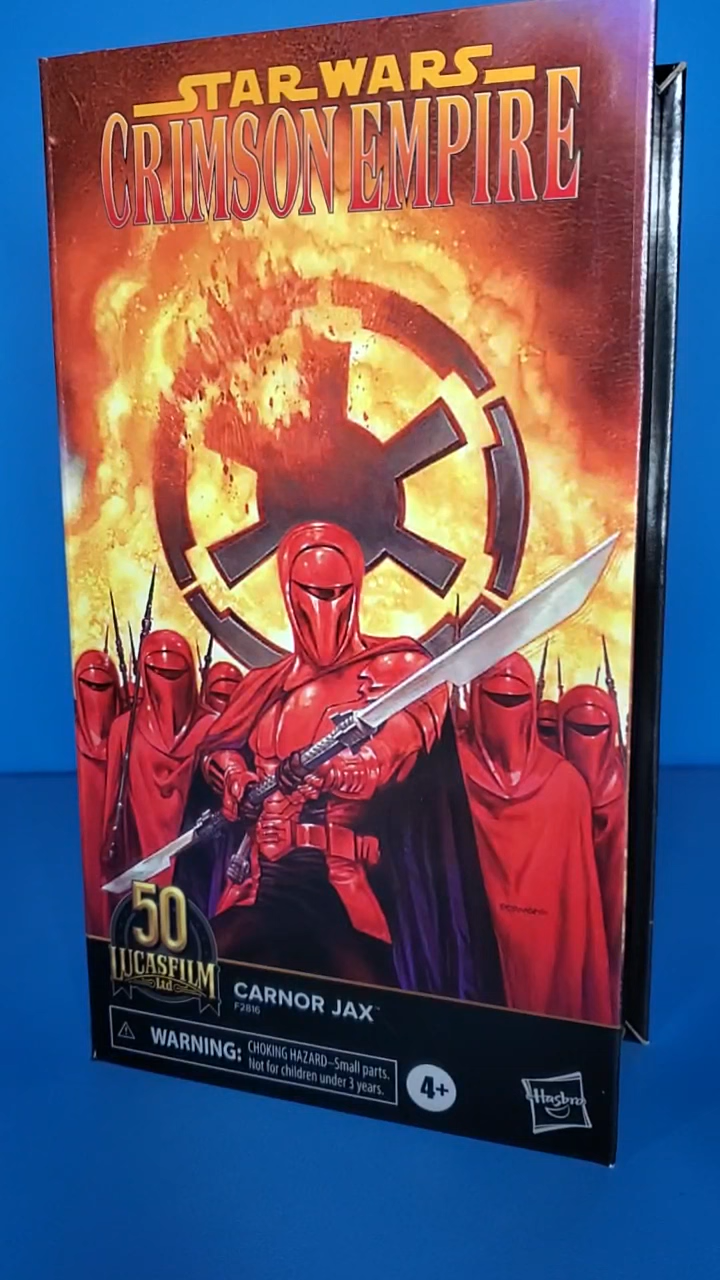 STAR WARS
CRIMSON EMPIRE
50
LUCASFILM
Ltd
CARNOR JAX™
F2816
WARNING: CHOKING HAZARD–Small parts.
Not for children under 3 years.
4+
Hasbro